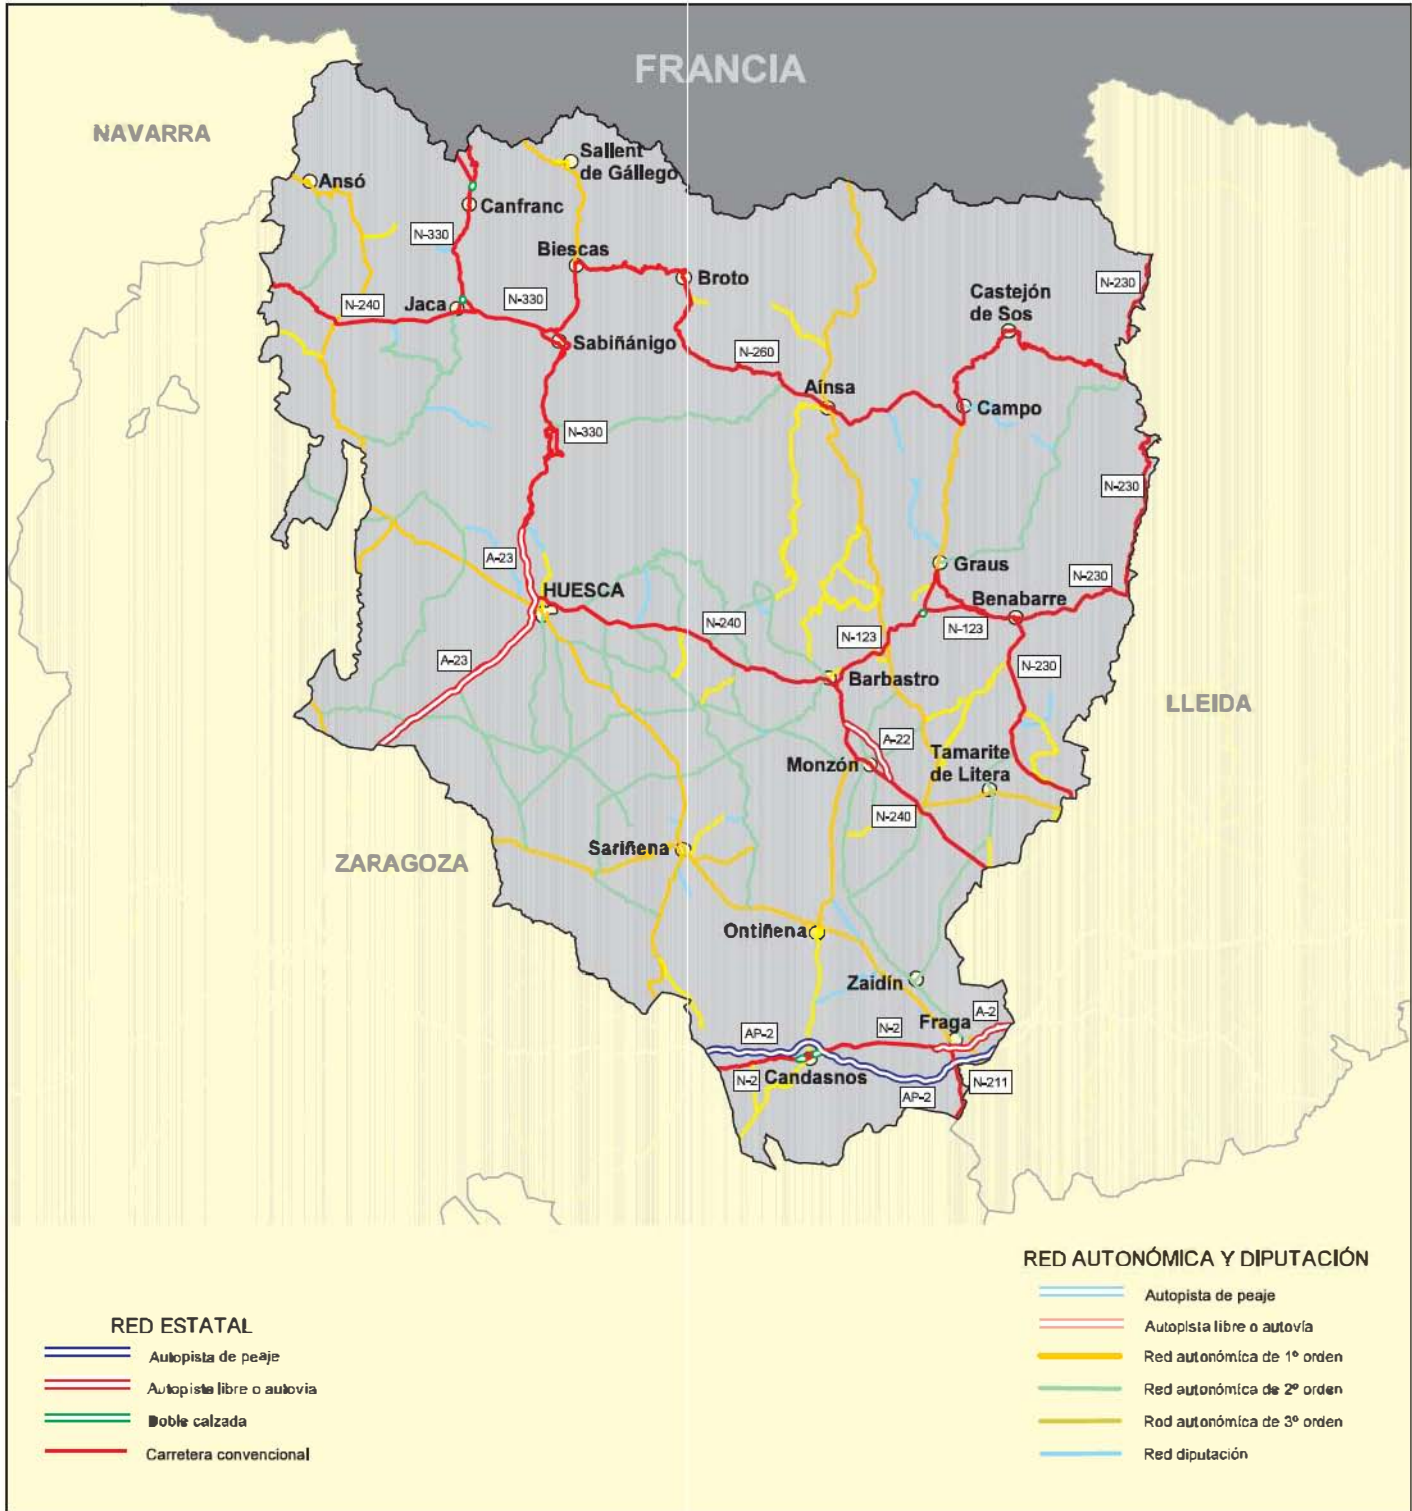 FRANCIA
NAVARRA
Sallent
de Gállego
Ansó
Canfranc
N-330
Biescas
Broto
N-230
N-240
Jaca
N-330
Castejón
de Sos
Sabiñánigo
N-260
Aínsa
Campo
N-330
N-230
A-23
Graus
HUESCA
N-230
Benabarre
N-240
N-123
N-123
A-23
N-230
Barbastro
LLEIDA
A-22
Monzón
Tamarite
de Litera
N-240
Sariñena
ZARAGOZA
Ontiñena
Zaidín
Fraga
A-2
AP-2
N-2
N-2
Candasnos
N-211
AP-2
RED ESTATAL
Autopista de peaje
Autopiste libre o autovia
Doble calzada
Carretera convencional
RED AUTONÓMICA Y DIPUTACIÓN
Autopista de peaje
Autopista libre o autovía
Red autonómica de 1º orden
Red autonómica de 2º orden
Rod autonómica de 3º orden
Red diputación